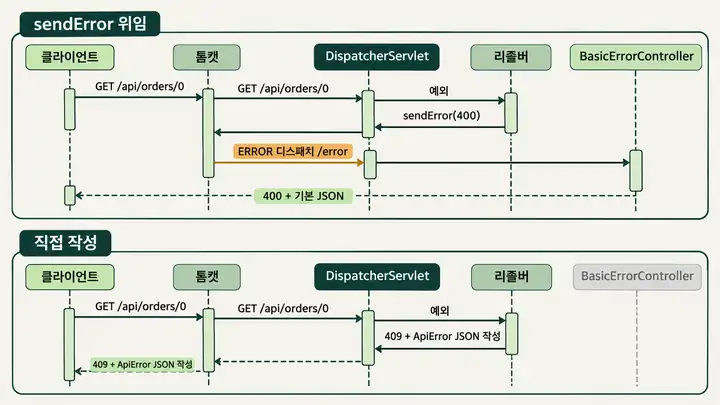 sendError 위임
클라이언트
톰캣
DispatcherServlet
리졸버
BasicErrorController
GET /api/orders/0
GET /api/orders/0
예외
sendError(400)
ERROR 디스패치 /error
400 + 기본 JSON
직접 작성
클라이언트
톰캣
DispatcherServlet
리졸버
BasicErrorController
GET /api/orders/0
GET /api/orders/0
예외
409 + ApiError JSON 작성
409 + ApiError JSON 작성